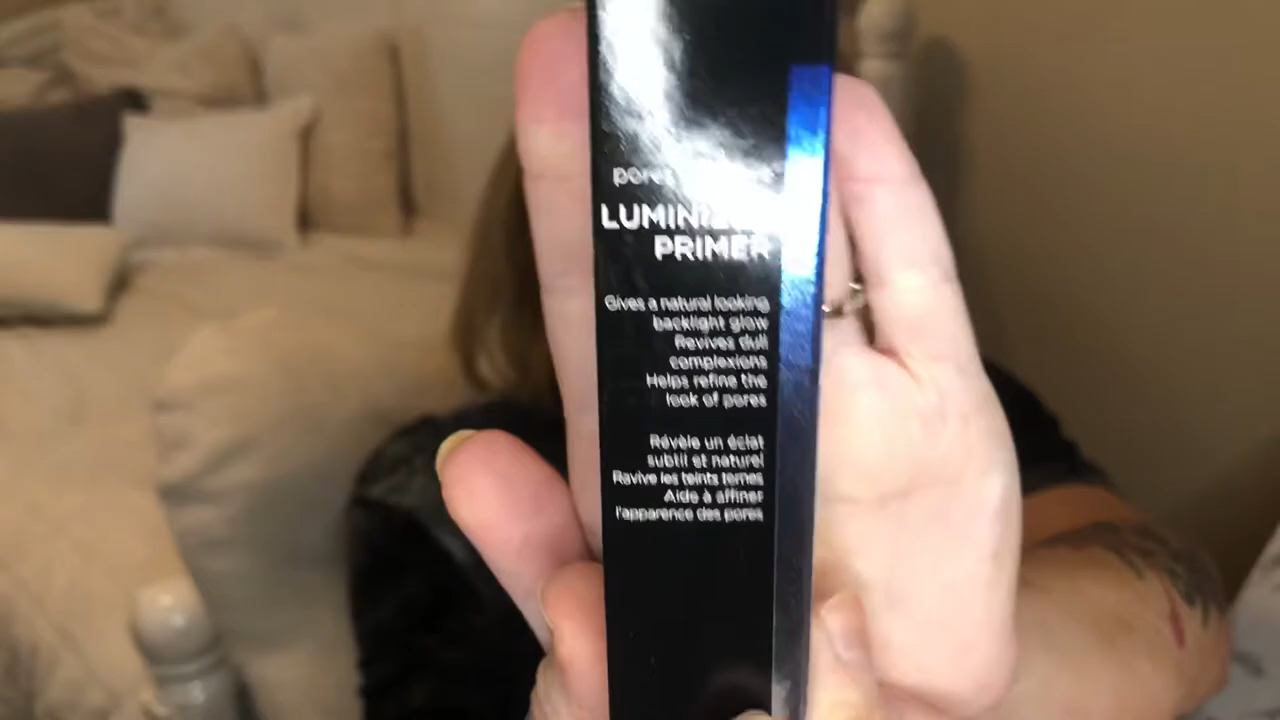 LUMINIZING
PRIMER
Gives a natural looking
backlight glow
Revives dull
complexions
Helps refine the
look of pores
Révèle un éclat
subtil et naturel
Ravive les teints ternes
Aide à affiner
l'apparence des pores